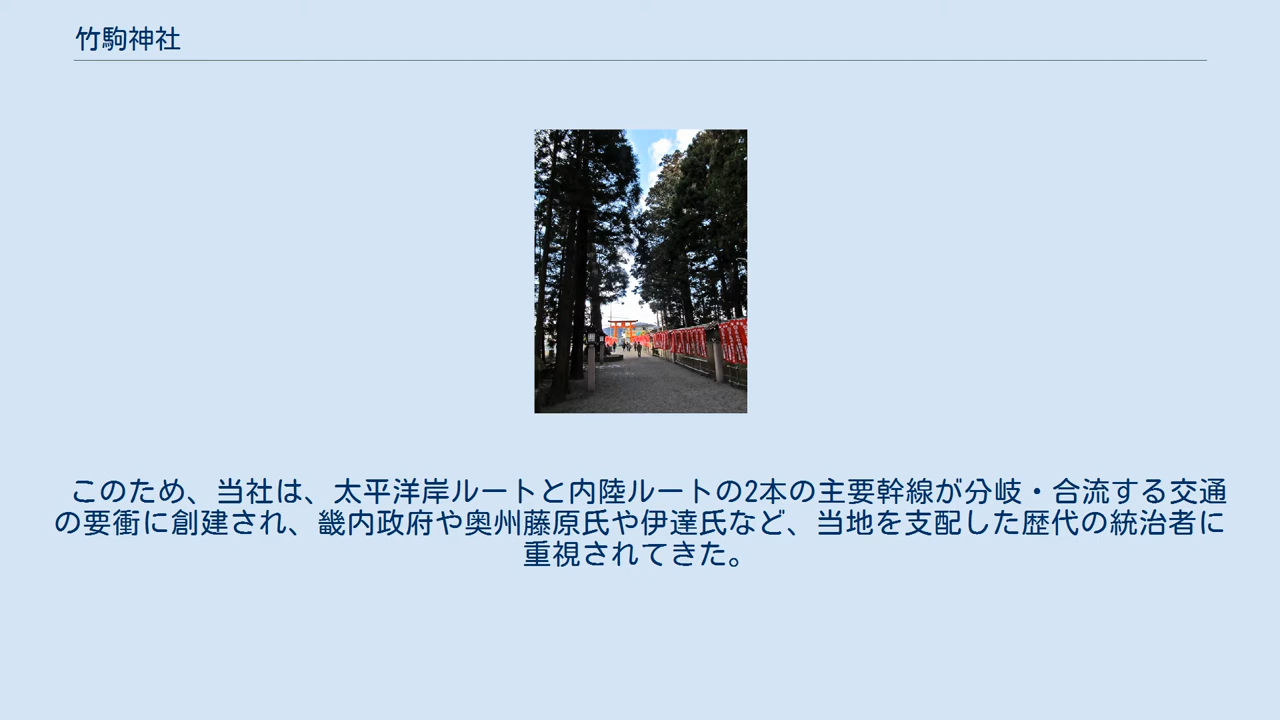 竹駒神社
このため、当社は、太平洋岸ルートと内陸ルートの2本の主要幹線が分岐・合流する交通
の要衝に創建され、畿内政府や奥州藤原氏や伊達氏など、当地を支配した歴代の統治者に
重視されてきた。